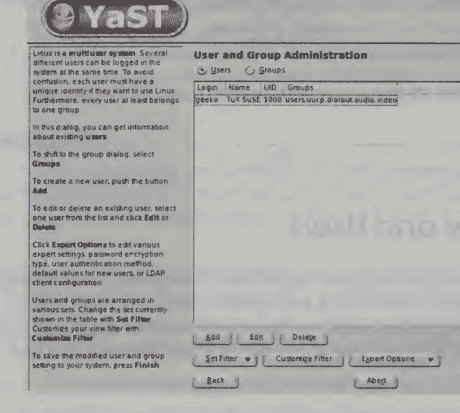 YaST
Linux is a multiuser system. Several
different users can be logged in the
system at the same time. To avoid
confusion, each user must have a
unique identity if they want to use Linux.
Furthermore, every user at least belongs
to one group.
In this dialog, you can get information
about existing users.
To shift to the group dialog, select
Groups.
To create a new user, push the button
Add.
To edit or delete an existing user, select
one user from the list and click Edit or
Delete.
Click Expert Options to edit various
expert settings, password encryption
type, user authentication method,
default values for new users, or LDAP
client configuration.
Users and groups are arranged in
various sets. Change the set currently
shown in the table with Set Filter.
Customize your view filter with
Customize Filter.
To save the modified user and group
setting to your system, press Finish.
User and Group Administration
Users Groups
Login Name UID Groups
geeko TuX SuSE 1000 users,uucp,dialout,audio,video
Add Edit Delete
Set Filter Customize Filter Expert Options
Back Abort